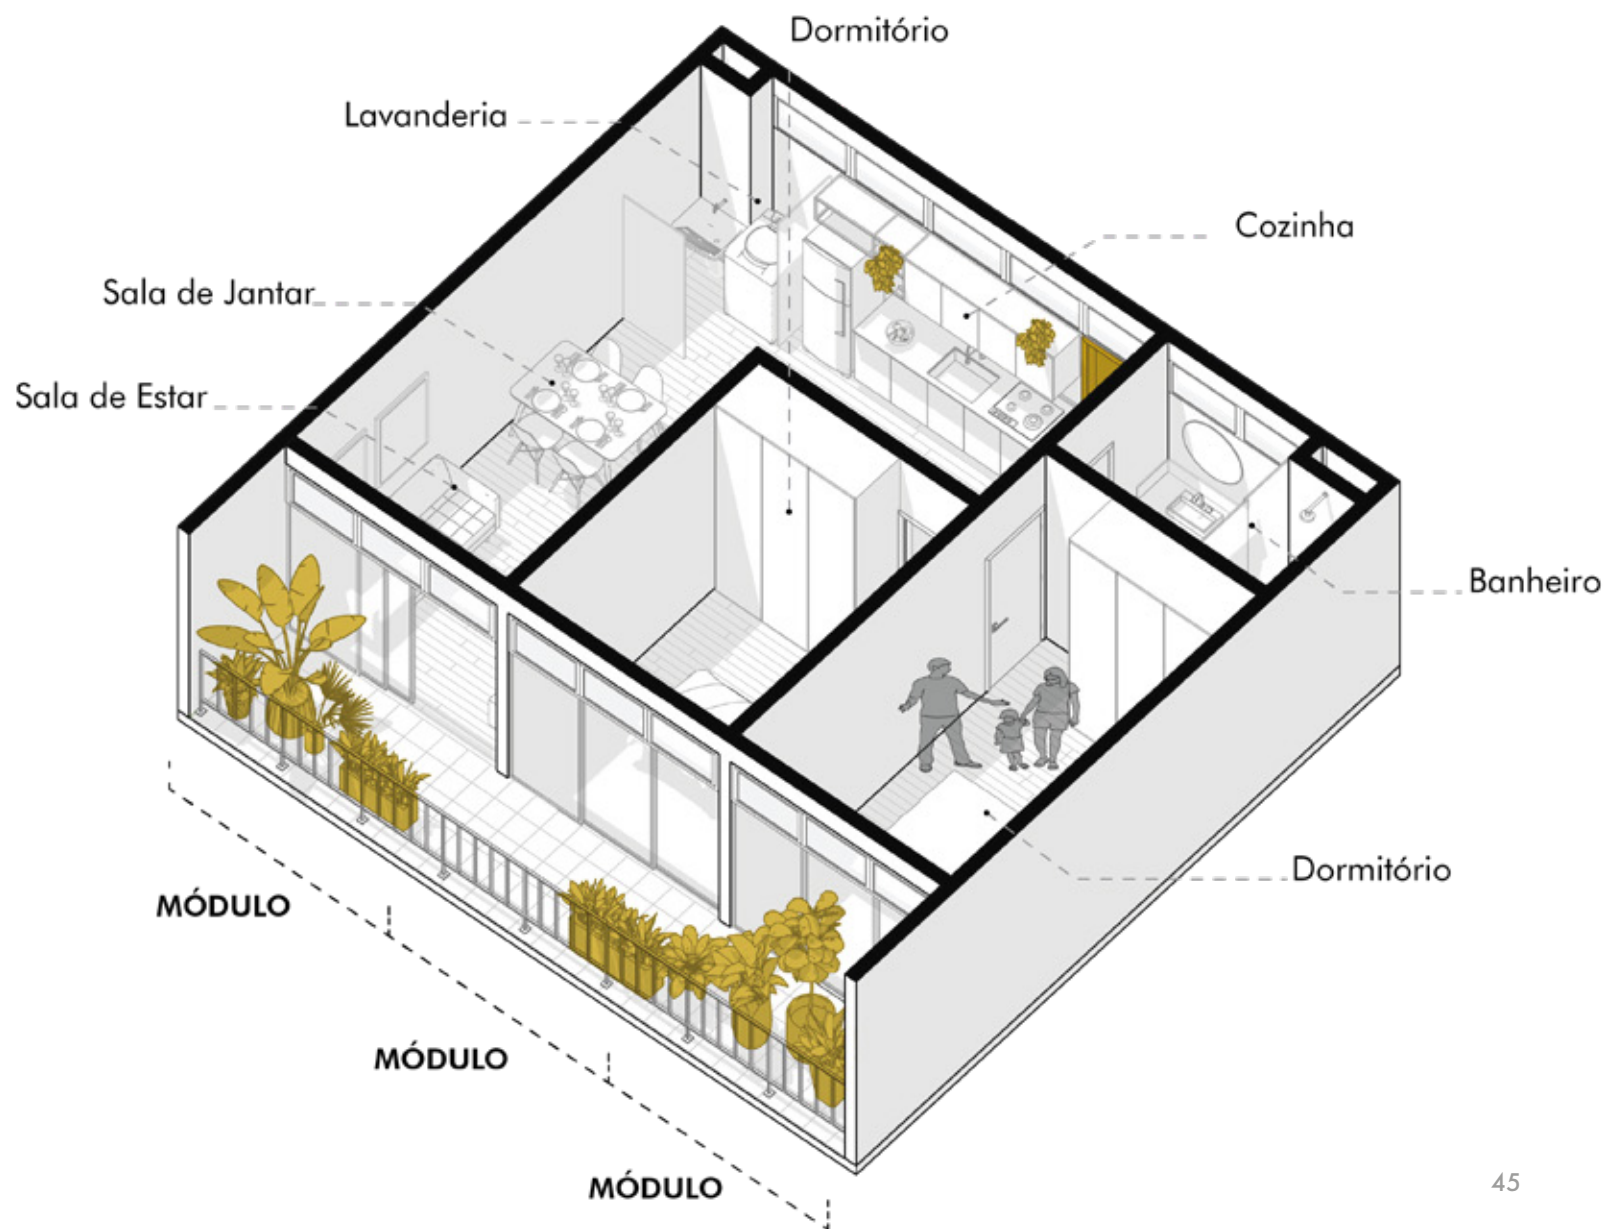 Dormitório
Lavanderia
Cozinha
Sala de Jantar
Sala de Estar
Banheiro
Dormitório
MÓDULO
MÓDULO
MÓDULO
45